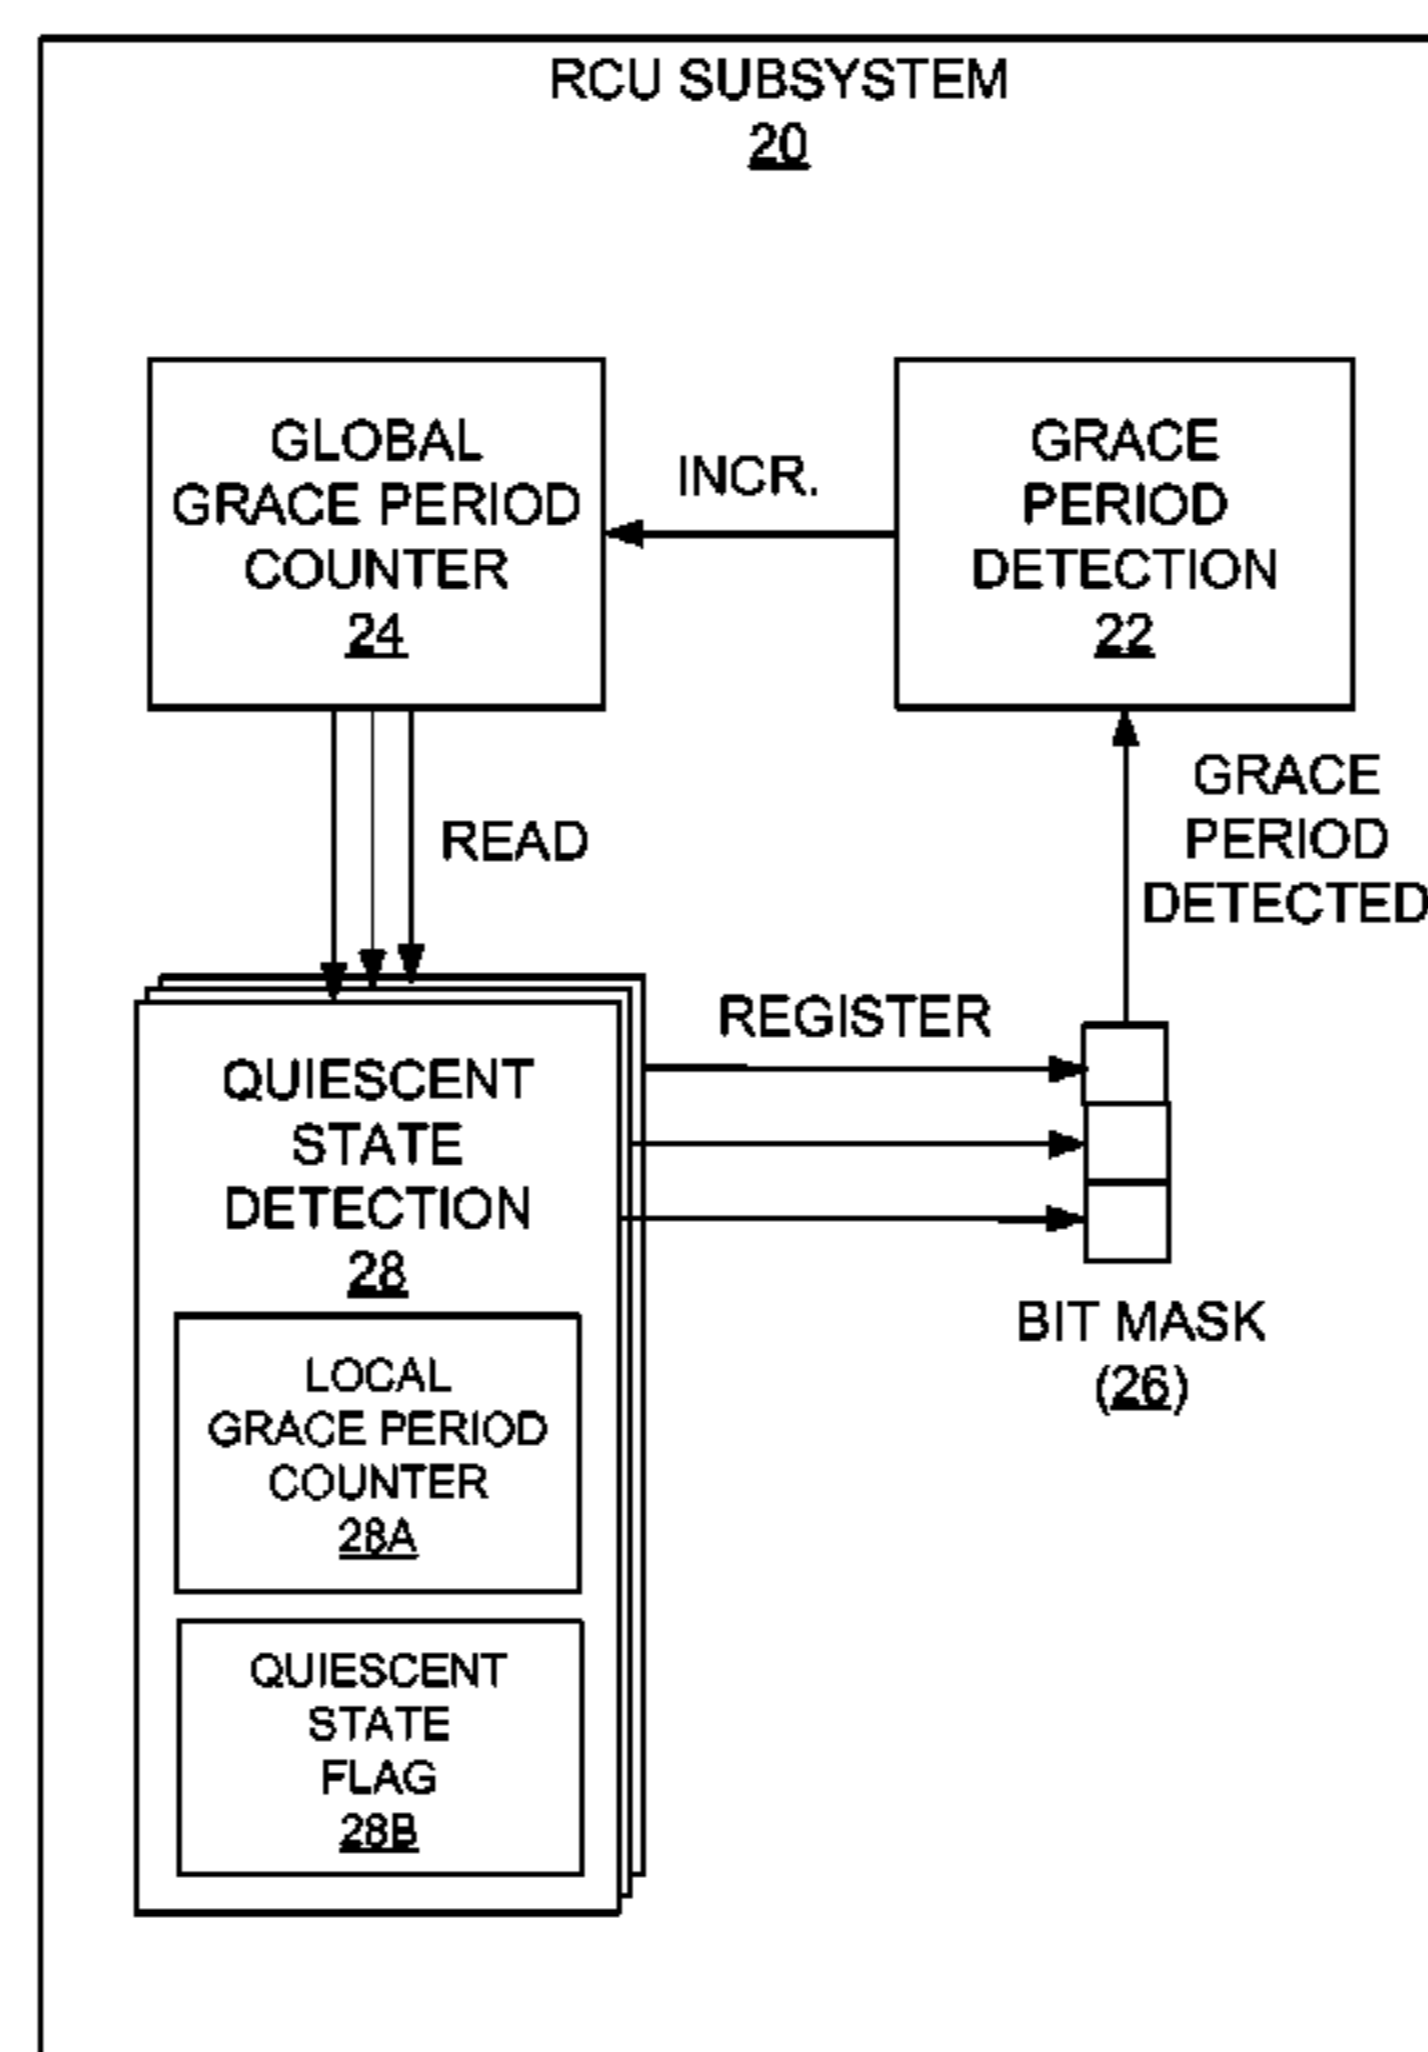 RCU SUBSYSTEM
20
GLOBAL
GRACE PERIOD
COUNTER
24
INCR.
GRACE
PERIOD
DETECTION
22
READ
GRACE
PERIOD
DETECTED
QUIESCENT
STATE
DETECTION
28
REGISTER
BIT MASK
(26)
LOCAL
GRACE PERIOD
COUNTER
28A
QUIESCENT
STATE
FLAG
28B